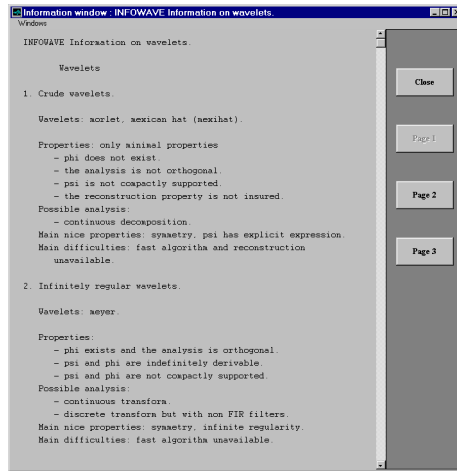 Information window : INFOWAVE Information on wavelets.
Windows
INFOWAVE Information on wavelets.
Wavelets
1. Crude wavelets.
Wavelets: morlet, mexican hat (mexihat).
Properties: only minimal properties
- phi does not exist.
- the analysis is not orthogonal.
- psi is not compactly supported.
- the reconstruction property is not insured.
Possible analysis:
- continuous decomposition.
Main nice properties: symmetry, psi has explicit expression.
Main difficulties: fast algorithm and reconstruction
unavailable.
2. Infinitely regular wavelets.
Wavelets: meyer.
Properties:
- phi exists and the analysis is orthogonal.
- psi and phi are indefinitely derivable.
- psi and phi are not compactly supported.
Possible analysis:
- continuous transform.
- discrete transform but with non FIR filters.
Main nice properties: symmetry, infinite regularity.
Main difficulties: fast algorithm unavailable.
Close
Page 1
Page 2
Page 3